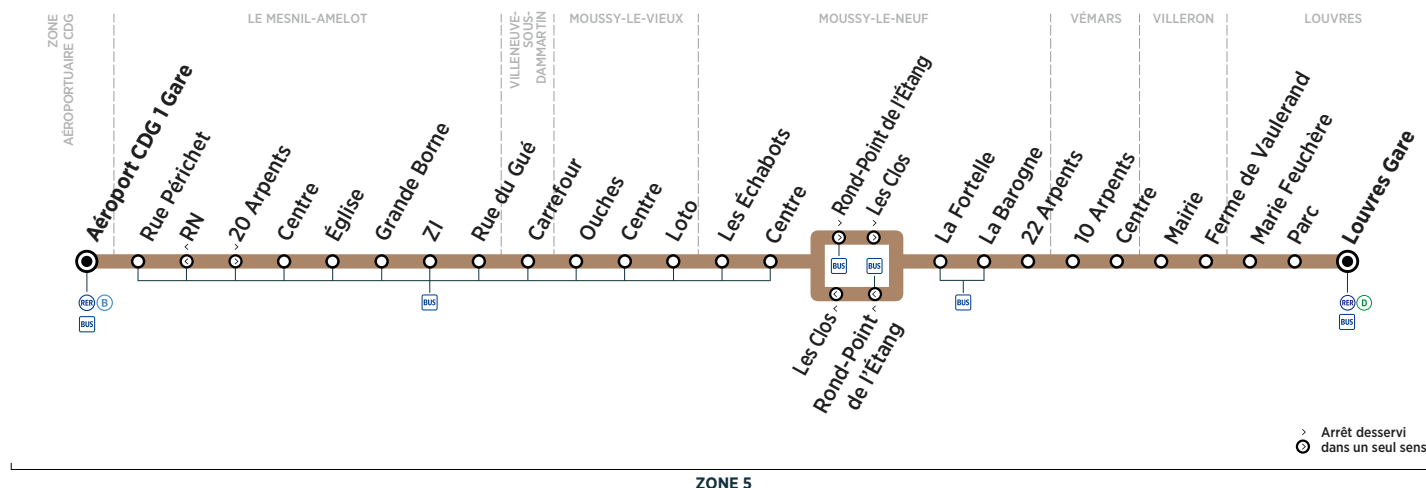 ZONE
AÉROPORTUAIRE CDG
LE MESNIL-AMELOT
VILLENEUVE-
SOUS-
DAMMARTIN
MOUSSY-LE-VIEUX
MOUSSY-LE-NEUF
VÉMARS
VILLERON
LOUVRES
Aéroport CDG 1 Gare
Rue Périchet
RN
20 Arpents
Centre
Église
Grande Borne
ZI
Rue du Gué
Carrefour
Ouches
Centre
Loto
Les Échabots
Centre
Rond-Point de l'Étang
Les Clos
La Fortelle
La Barogne
22 Arpents
10 Arpents
Centre
Mairie
Ferme de Vaulerand
Marie Feuchère
Parc
Louvres Gare
BUS
BUS
RER B
BUS
BUS
BUS
RER D
BUS
Les Clos
Rond-Point
de l'Étang
Arrêt desservi
dans un seul sens
ZONE 5